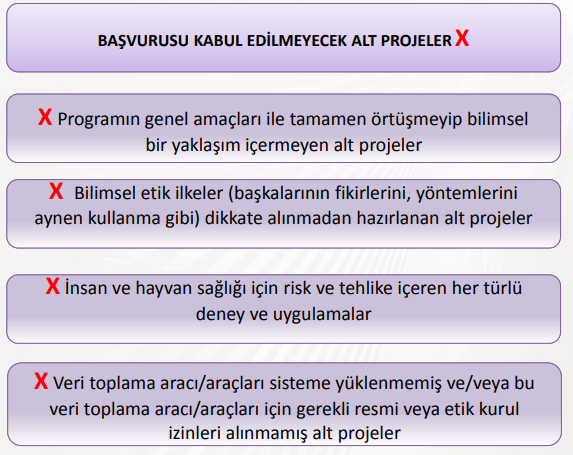 BAŞVURUSU KABUL EDİLMEYECEK ALT PROJELER X
X Programın genel amaçları ile tamamen örtüşmeyip bilimsel
bir yaklaşım içermeyen alt projeler
X Bilimsel etik ilkeler (başkalarının fikirlerini, yöntemlerini
aynen kullanma gibi) dikkate alınmadan hazırlanan alt projeler
X İnsan ve hayvan sağlığı için risk ve tehlike içeren her türlü
deney ve uygulamalar
X Veri toplama aracı/araçları sisteme yüklenmemiş ve/veya bu
veri toplama aracı/araçları için gerekli resmi veya etik kurul
izinleri alınmamış alt projeler